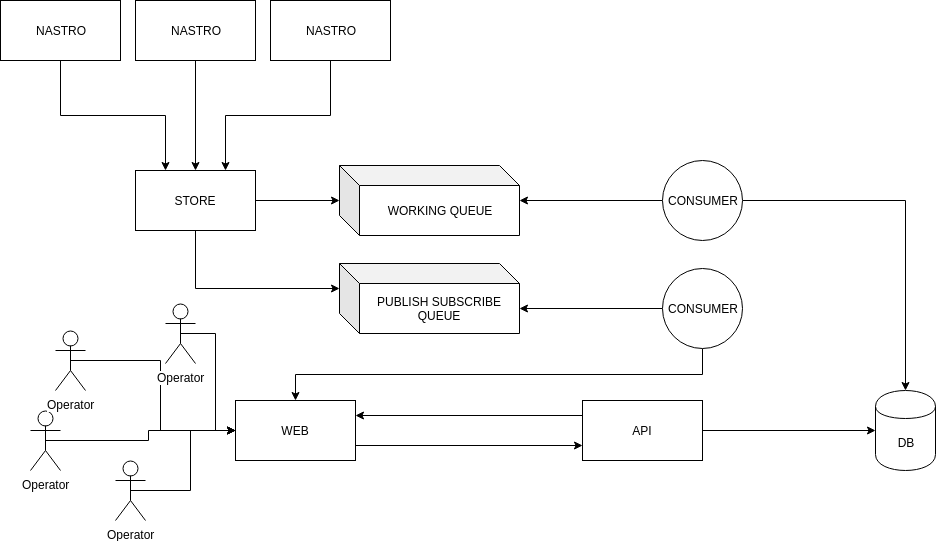 NASTRO
NASTRO
NASTRO
STORE
WORKING QUEUE
CONSUMER
PUBLISH SUBSCRIBE
QUEUE
CONSUMER
Operator
Operator
Operator
Operator
WEB
API
DB